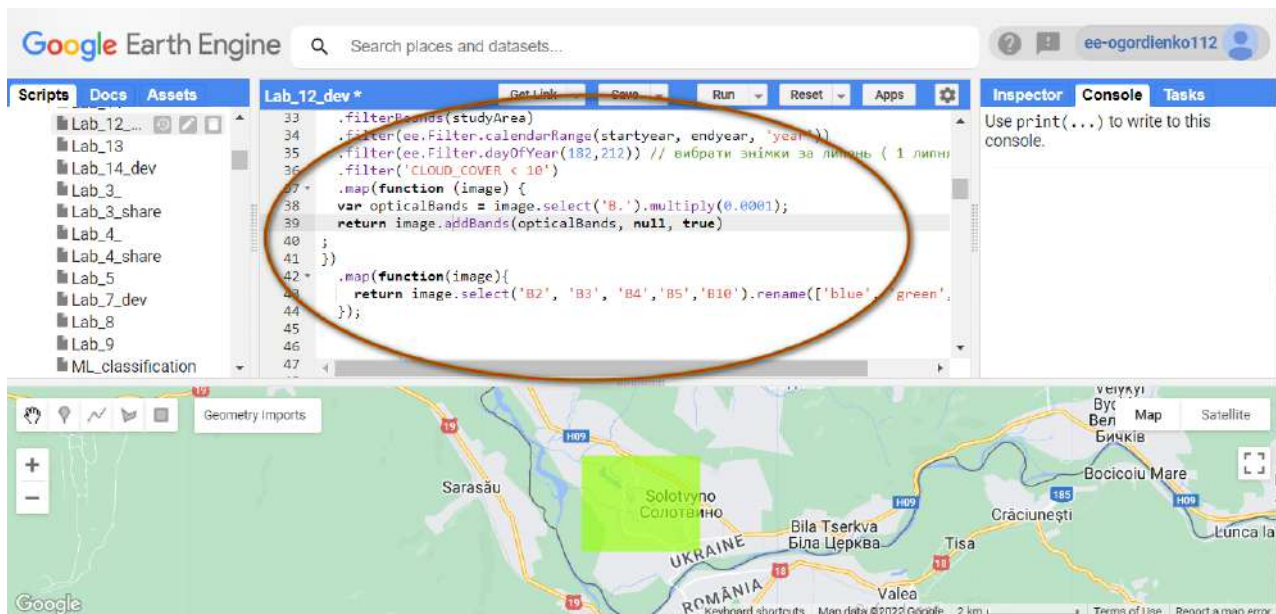 Google Earth Engine
Search places and datasets...
ee-ogordienko112
Scripts Docs Assets
Lab_12_...
Lab_13
Lab_14_dev
Lab_3_
Lab_3_share
Lab_4_
Lab_4_share
Lab_5
Lab_7_dev
Lab_8
Lab_9
ML_classification
Lab_12_dev *
Get Link Save Run Reset Apps
33 .filterBounds(studyArea)
34 .filter(ee.Filter.calendarRange(startyear, endyear, 'year'))
35 .filter(ee.Filter.dayOfYear(182,212)) // вибрати знімки за липень ( 1 липня
36 .filter('CLOUD_COVER < 10')
37 .map(function (image) {
38 var opticalBands = image.select('B.').multiply(0.0001);
39 return image.addBands(opticalBands, null, true)
40 ;
41 })
42 .map(function(image){
43 return image.select('B2', 'B3', 'B4','B5','B10').rename(['blue', 'green',
44 });
45
46
47
Inspector Console Tasks
Use print(...) to write to this
console.
Geometry Imports
Map Satellite
+
−
19
H09
19
Sarasău
Solotvyno
Солотвино
UKRAINE
ROMÂNIA
Bila Tserkva
Біла Церква
18
Valea
Tisa
18
H09
185
Crăciunești
Бичків
Bocicoiu Mare
H09
Lunca la
19
19
Google
Keyboard shortcuts Map data ©2022 Google 2 km Terms of Use Report a map error